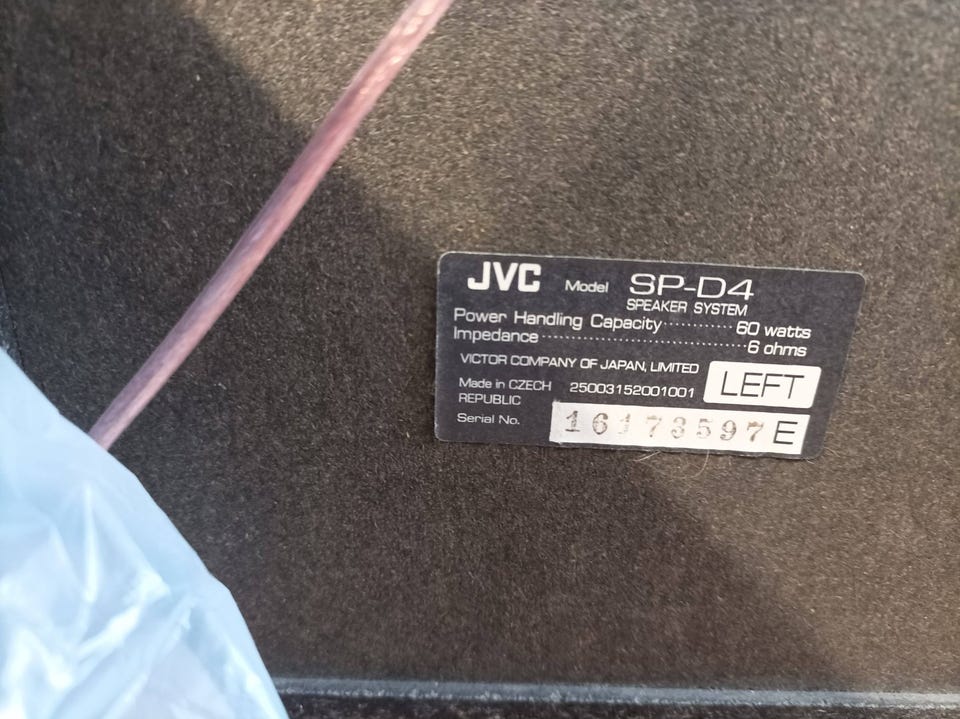 JVC Model SP-D4
SPEAKER SYSTEM
Power Handling Capacity ........... 60 watts
Impedance ................................ 6 ohms
VICTOR COMPANY OF JAPAN, LIMITED
Made in CZECH REPUBLIC 25003152001001 LEFT
Serial No. 16173597E